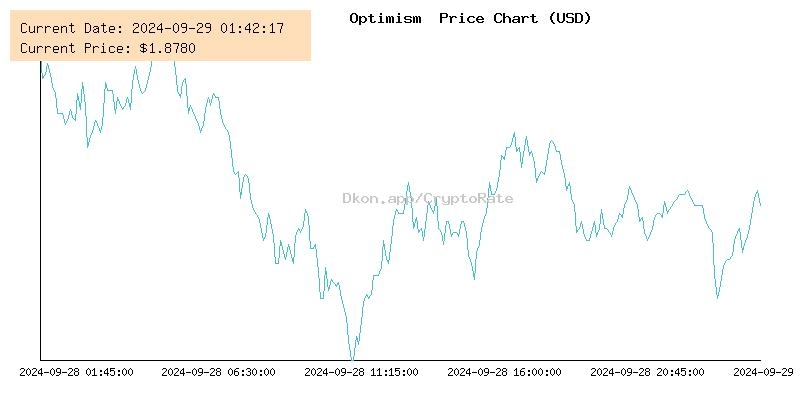 Optimism  Price Chart (USD)
Current Date: 2024-09-29 01:42:17
Current Price: $1.8780
Dkon.app/CryptoRate
2024-09-28 01:45:00 2024-09-28 06:30:00 2024-09-28 11:15:00 2024-09-28 16:00:00 2024-09-28 20:45:00 2024-09-29